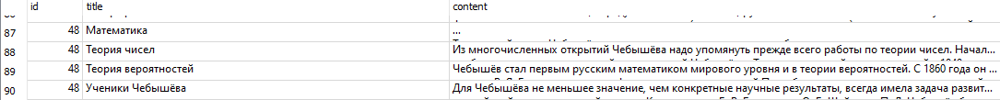 id title content
87 48 Математика ...
88 48 Теория чисел Из многочисленных открытий Чебышёва надо упомянуть прежде всего работы по теории чисел. Начал...
89 48 Теория вероятностей Чебышёв стал первым русским математиком мирового уровня и в теории вероятностей. С 1860 года он ...
90 48 Ученики Чебышёва Для Чебышёва не меньшее значение, чем конкретные научные результаты, всегда имела задача развит...